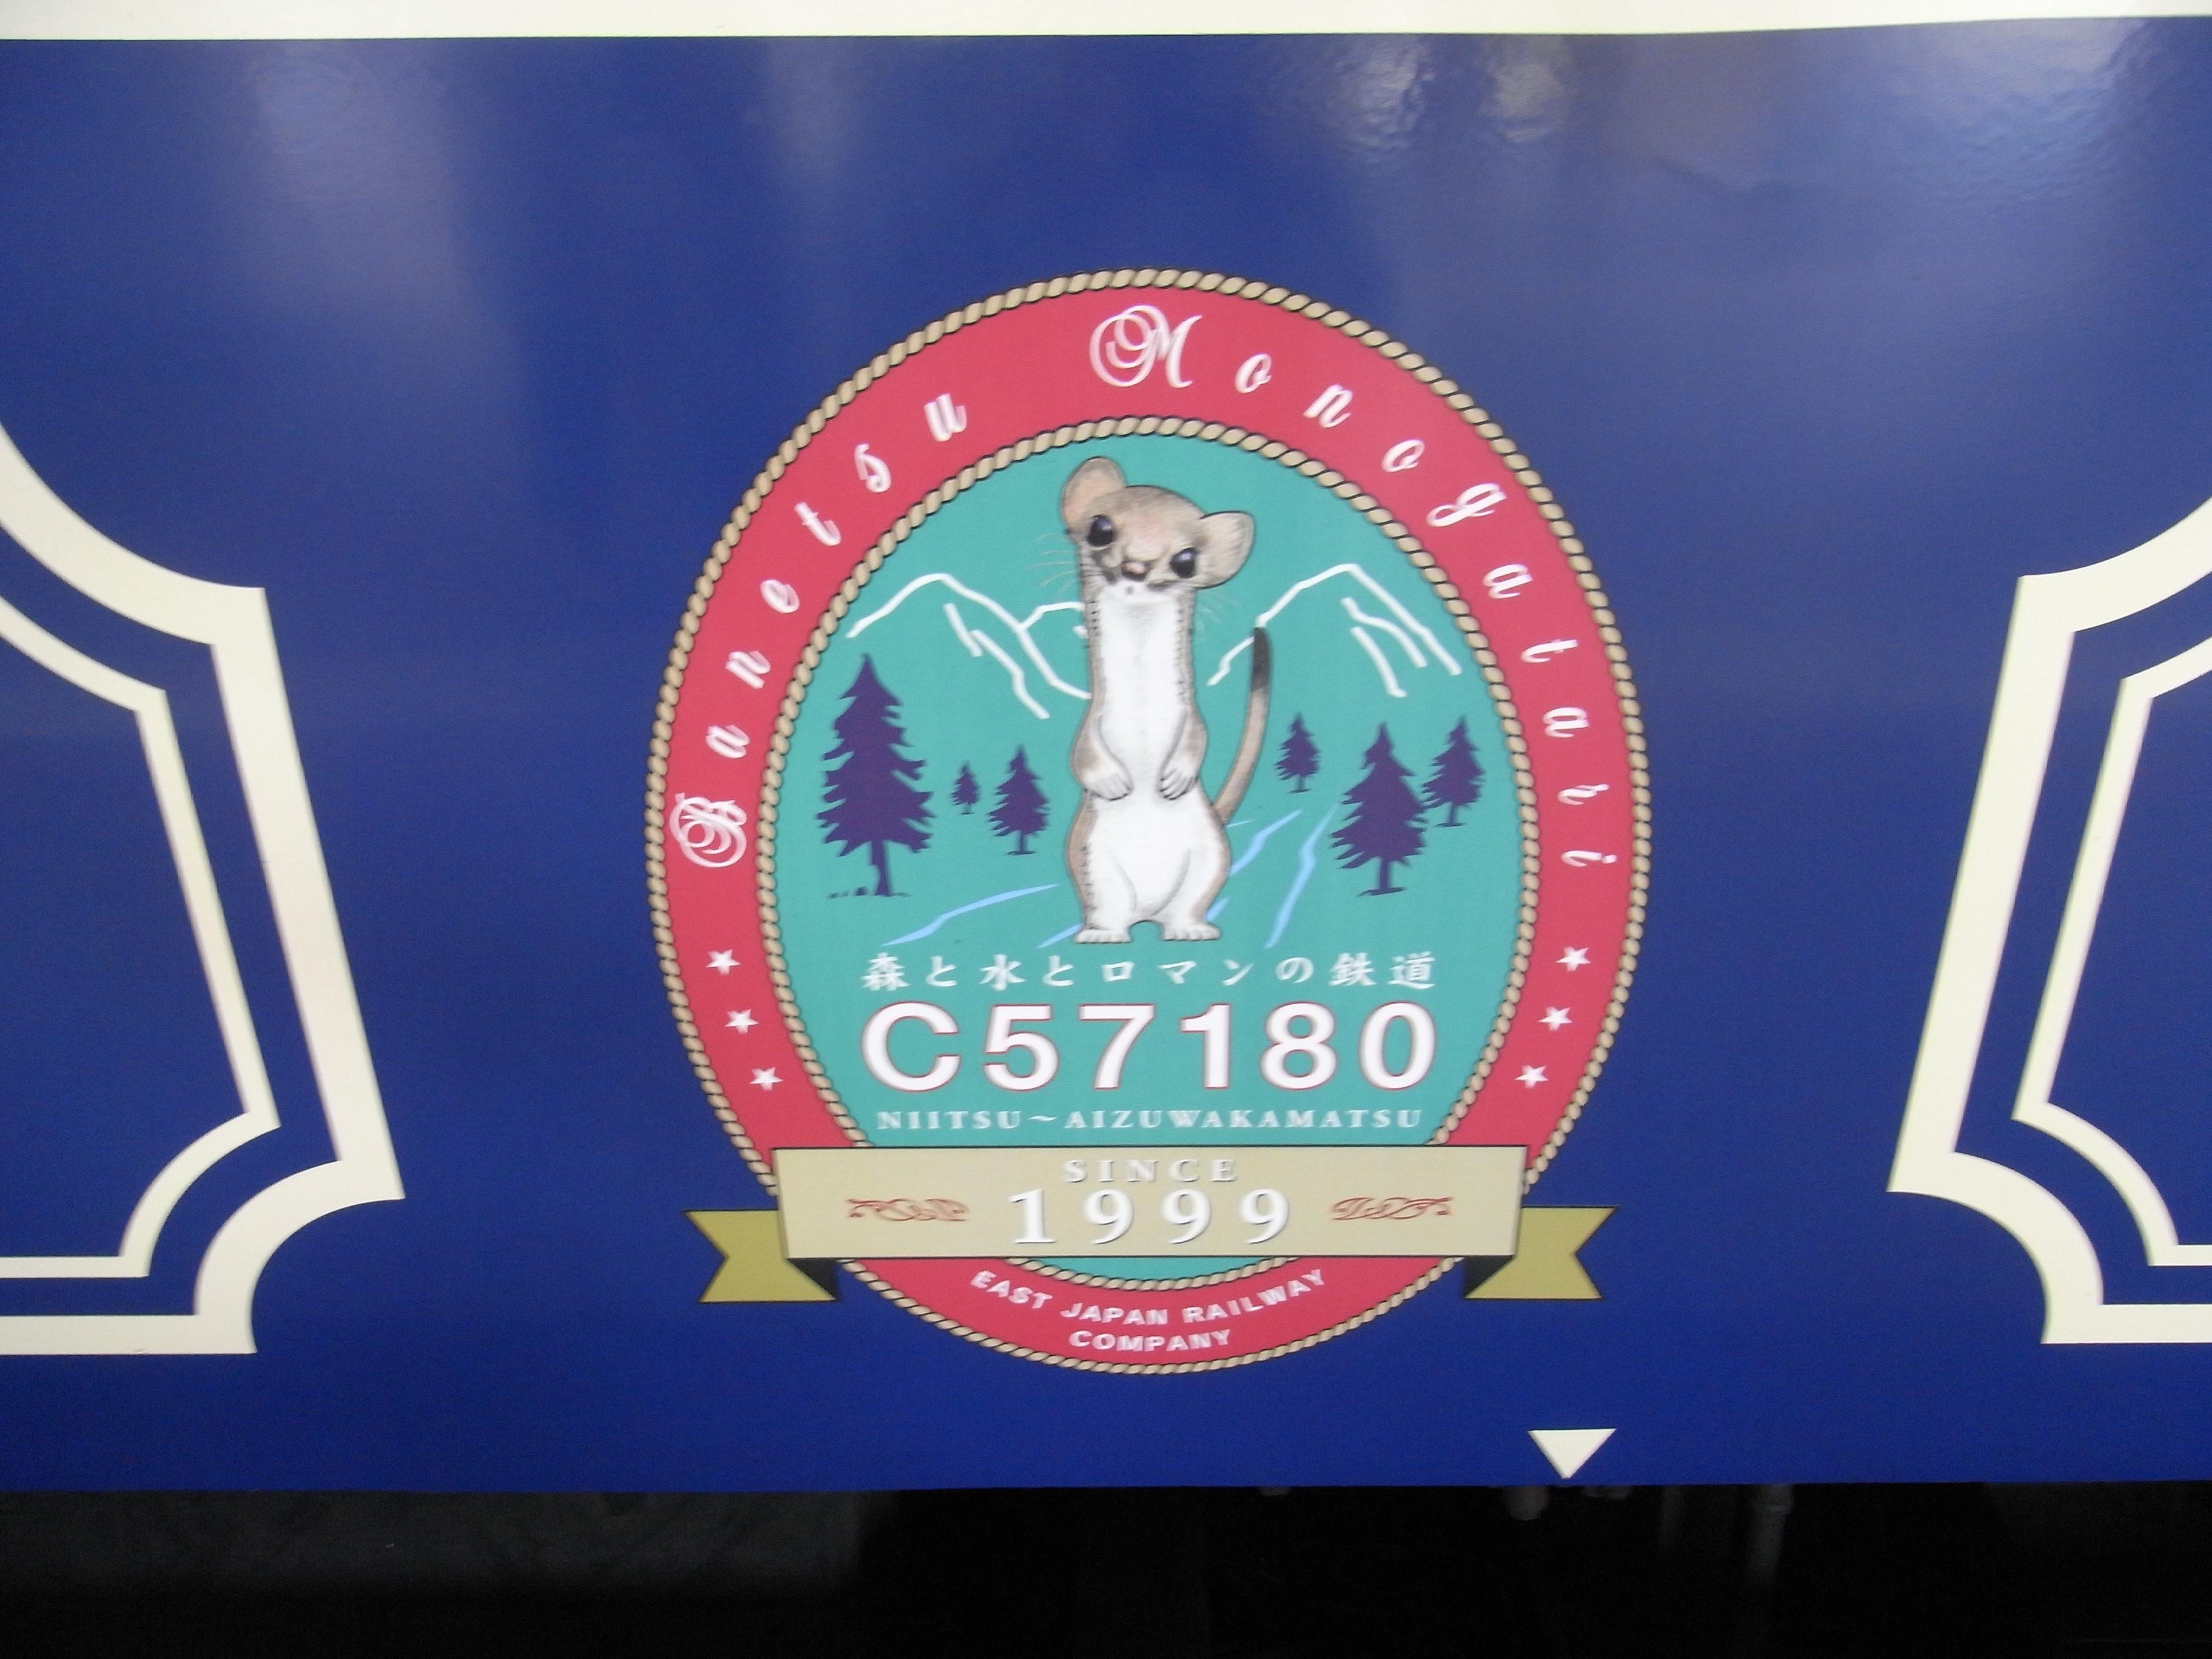 Banetsu Monogatari
森と水とロマンの鉄道
C57180
NIITSU~AIZUWAKAMATSU
SINCE
1999
EAST JAPAN RAILWAY
COMPANY